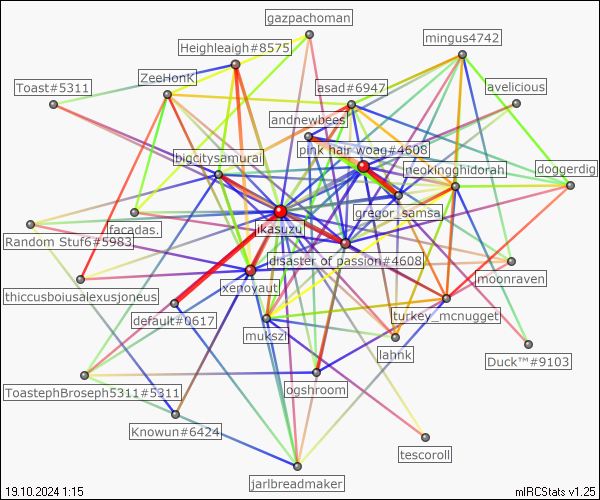 gazpachoman
mingus4742
Heighleaigh#8575
ZeeHonK
Toast#5311
asad#6947
avelicious
andnewbees
pink hair woag#4608
bigcitysamurai
neokingghidorah
doggerdig
gregor_samsa
facadas.
ikasuzu
Random Stuf6#5983
disaster of passion#4608
moonraven
xenoyaut
thiccusboiusalexusjoneus
turkey_mcnugget
default#0617
mukszi
lahnk
Duck™#9103
ogshroom
ToastephBroseph5311#5311
Knowun#6424
tescoroll
jarlbreadmaker
19.10.2024 1:15
mIRCStats v1.25